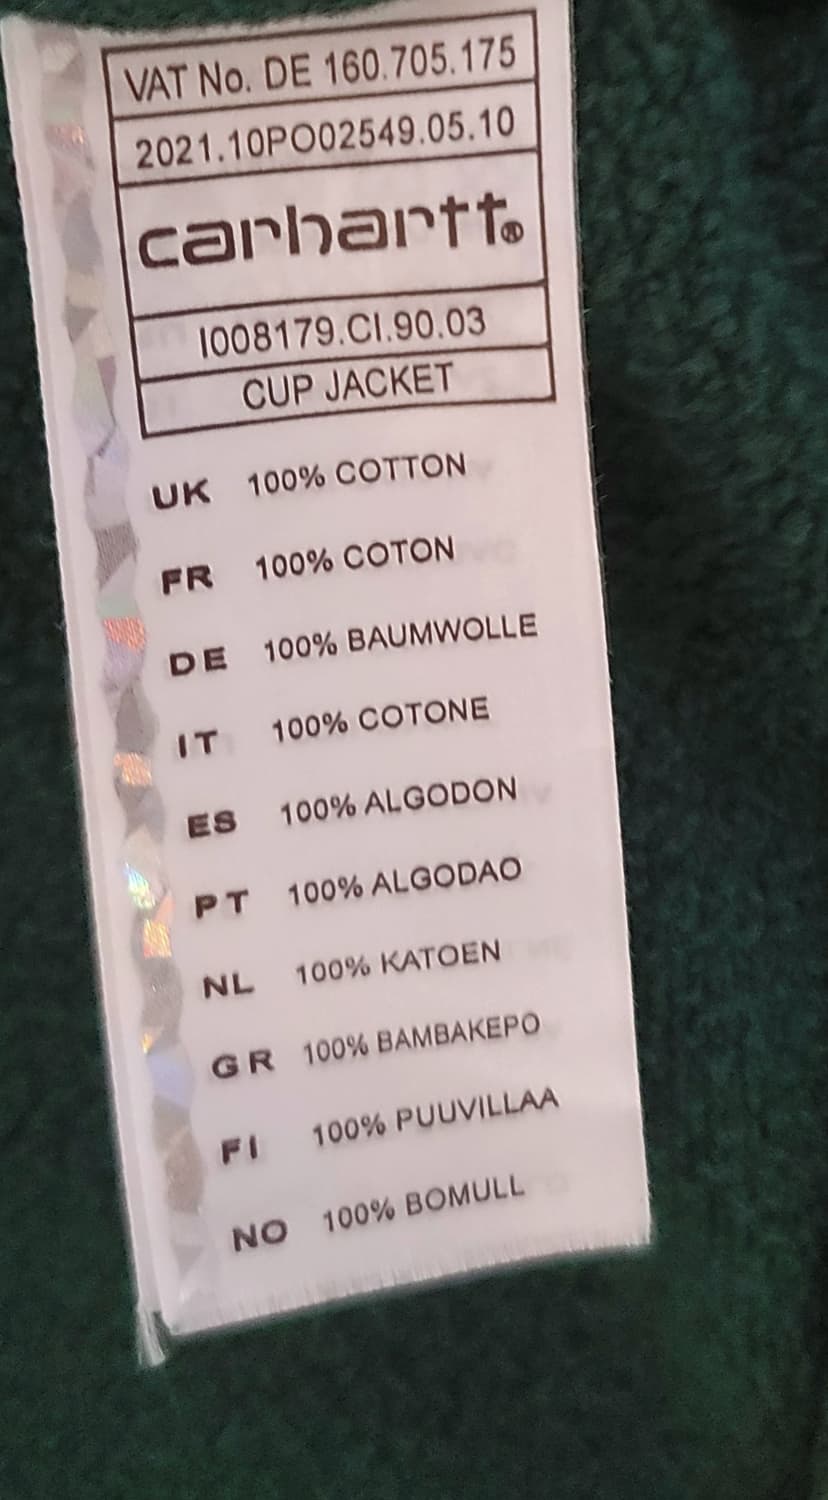 VAT No. DE 160.705.175
2021.10PO02549.05.10
carhartt®
I008179.CI.90.03
CUP JACKET
UK 100% COTTON
FR 100% COTON
DE 100% BAUMWOLLE
IT 100% COTONE
ES 100% ALGODON
PT 100% ALGODAO
NL 100% KATOEN
GR 100% BAMBAKEPO
FI 100% PUUVILLAA
NO 100% BOMULL